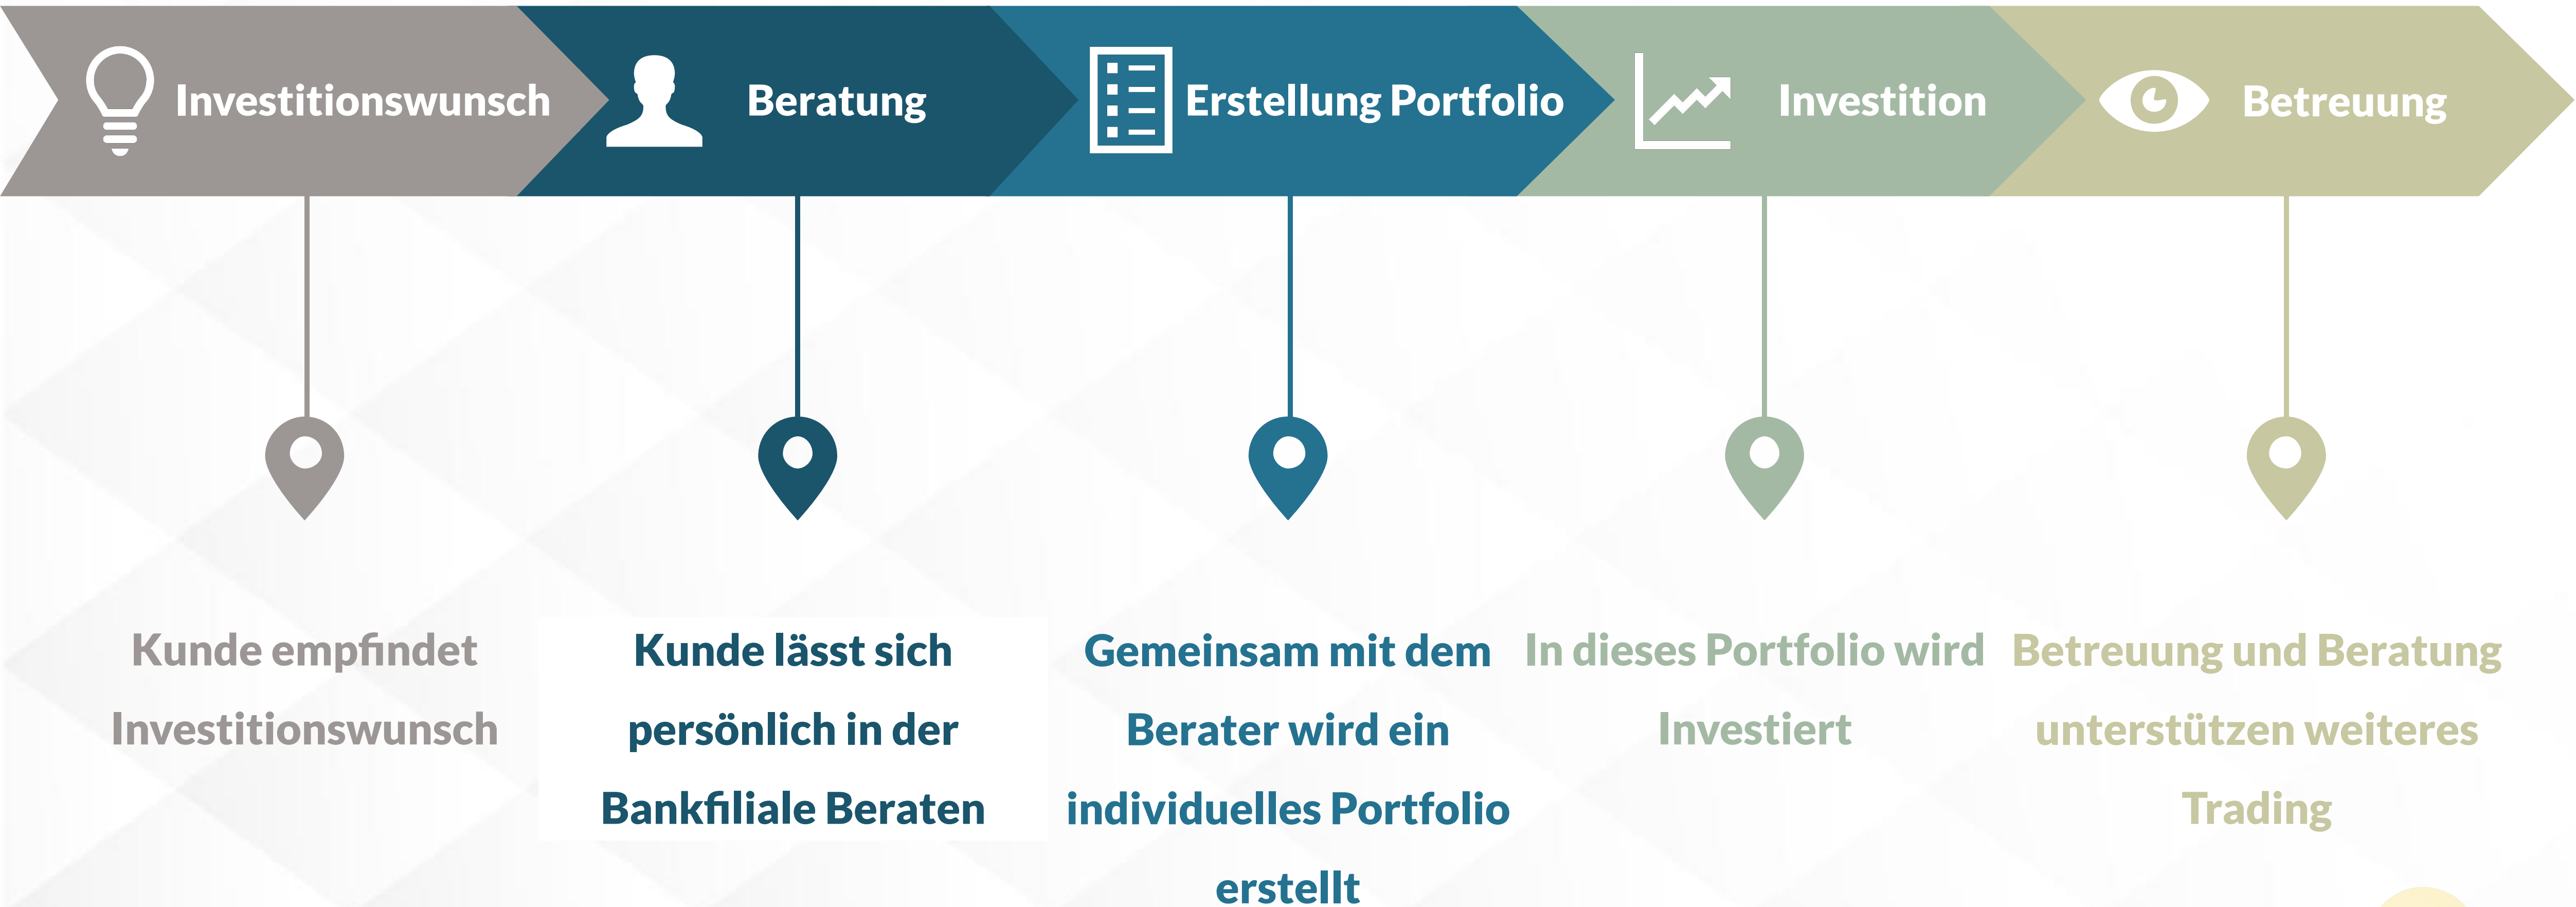 Investitionswunsch
Beratung
Erstellung Portfolio
Investition
Betreuung
Kunde empfindet
Investitionswunsch
Kunde lässt sich
persönlich in der
Bankfiliale Beraten
Gemeinsam mit dem
Berater wird ein
individuelles Portfolio
erstellt
In dieses Portfolio wird
Investiert
Betreuung und Beratung
unterstützen weiteres
Trading